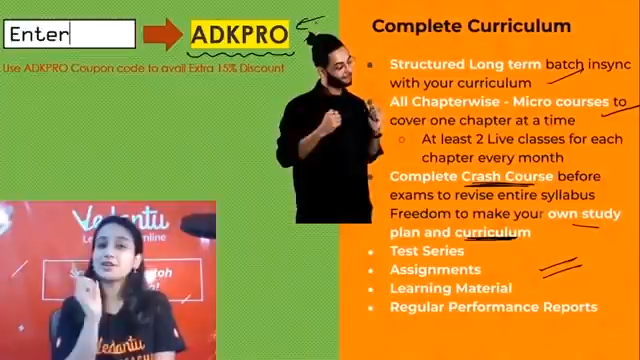 Enter
ADKPRO
Use ADKPRO Coupon code to avail Extra 15% Discount
Complete Curriculum
Structured Long term batch insync
with your curriculum
All Chapterwise - Micro courses to
cover one chapter at a time
At least 2 Live classes for each
chapter every month
Complete Crash Course before
exams to revise entire syllabus
Freedom to make your own study
plan and curriculum
Test Series
Assignments
Learning Material
Regular Performance Reports
Vedantu
Vedantu